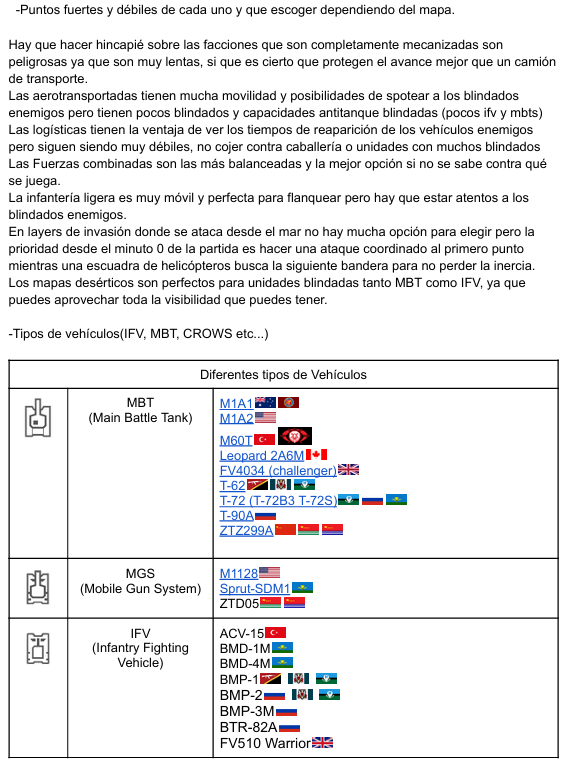 -Puntos fuertes y débiles de cada uno y que escoger dependiendo del mapa.
Hay que hacer hincapié sobre las facciones que son completamente mecanizadas son
peligrosas ya que son muy lentas, si que es cierto que protegen el avance mejor que un camión
de transporte.
Las aerotransportadas tienen mucha movilidad y posibilidades de spotear a los blindados
enemigos pero tienen pocos blindados y capacidades antitanque blindadas (pocos ifv y mbts)
Las logísticas tienen la ventaja de ver los tiempos de reaparición de los vehículos enemigos
pero siguen siendo muy débiles, no cojer contra caballería o unidades con muchos blindados
Las Fuerzas combinadas son las más balanceadas y la mejor opción si no se sabe contra qué
se juega.
La infantería ligera es muy móvil y perfecta para flanquear pero hay que estar atentos a los
blindados enemigos.
En layers de invasión donde se ataca desde el mar no hay mucha opción para elegir pero la
prioridad desde el minuto 0 de la partida es hacer una ataque coordinado al primero punto
mientras una escuadra de helicópteros busca la siguiente bandera para no perder la inercia.
Los mapas desérticos son perfectos para unidades blindadas tanto MBT como IFV, ya que
puedes aprovechar toda la visibilidad que puedes tener.
-Tipos de vehículos(IFV, MBT, CROWS etc...)
Diferentes tipos de Vehículos
MBT
(Main Battle Tank)
M1A1
M1A2
M60T
Leopard 2A6M
FV4034 (challenger)
T-62
T-72 (T-72B3 T-72S)
T-90A
ZTZ299A
MGS
(Mobile Gun System)
M1128
Sprut-SDM1
ZTD05
IFV
(Infantry Fighting
Vehicle)
ACV-15
BMD-1M
BMD-4M
BMP-1
BMP-2
BMP-3M
BTR-82A
FV510 Warrior